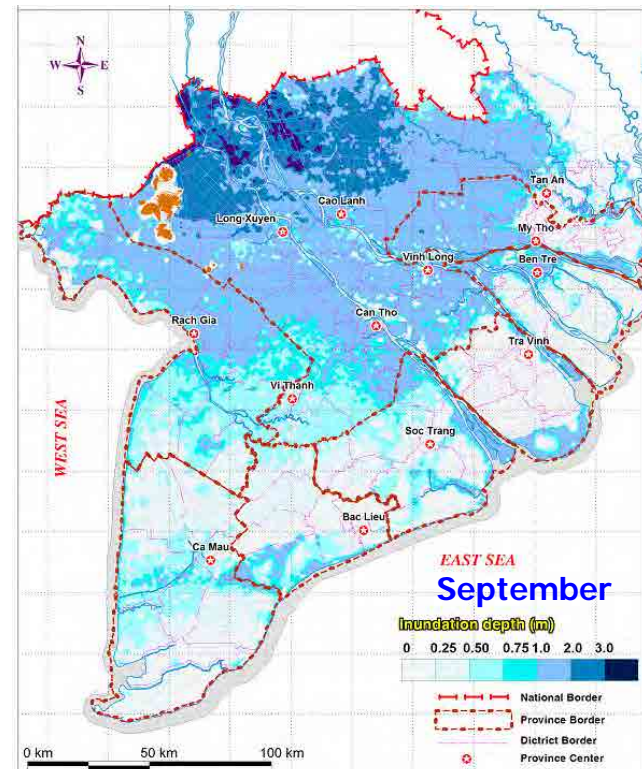 N
W E
S
Tan An
Cao Lanh
Long Xuyen
My Tho
Vinh Long
Ben Tre
Can Tho
Rach Gia
Tra Vinh
Vi Thanh
WEST SEA
Soc Trang
Bac Lieu
Ca Mau
EAST SEA
September
Inundation depth (m)
0 0.25 0.50 0.75 1.0 2.0 3.0
National Border
Province Border
Dictrict Border
Province Center
0 km 50 km 100 km